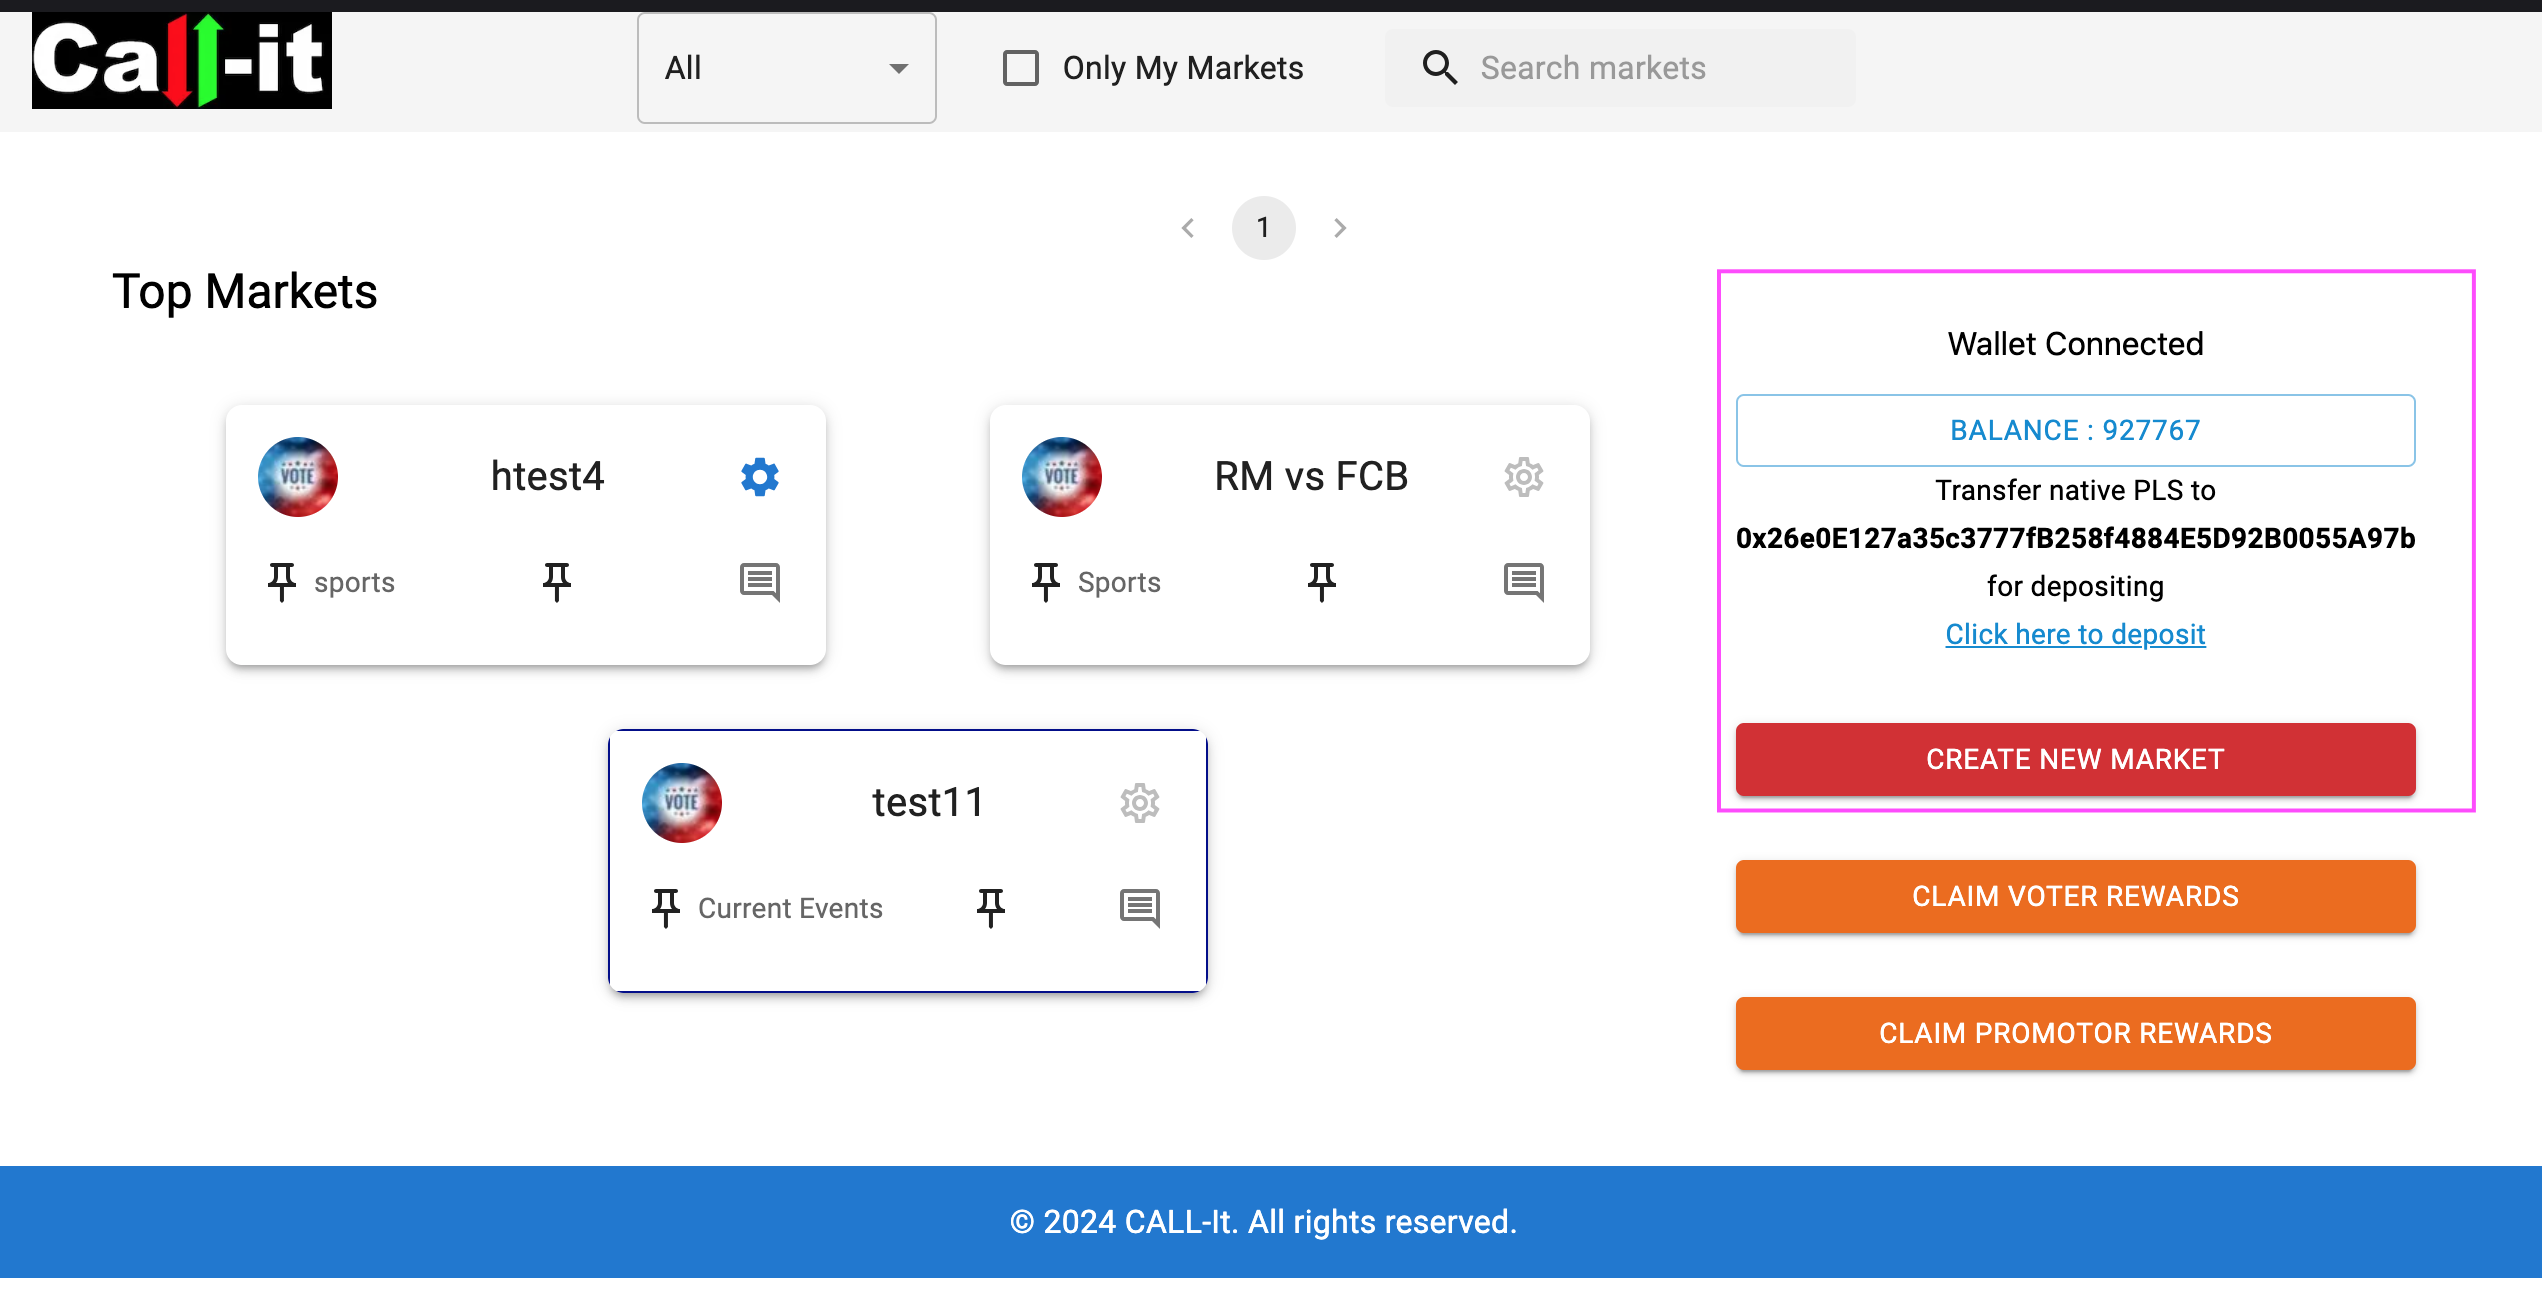 Call-it
All
Only My Markets
Search markets
1
Top Markets
VOTE
htest4
sports
VOTE
RM vs FCB
Sports
VOTE
test11
Current Events
Wallet Connected
BALANCE : 927767
Transfer native PLS to
0x26e0E127a35c3777fB258f4884E5D92B0055A97b
for depositing
Click here to deposit
CREATE NEW MARKET
CLAIM VOTER REWARDS
CLAIM PROMOTOR REWARDS
© 2024 CALL-It. All rights reserved.